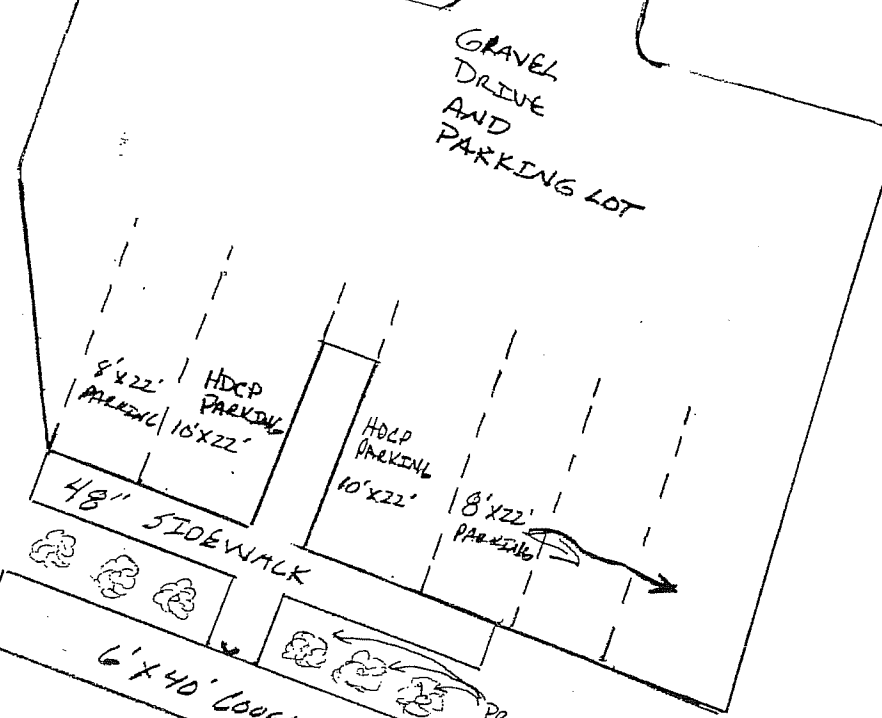 GRAVEL
DRIVE
AND
PARKING LOT
8'X22'
PARKING
HDCP
PARKING
10'X22'
HDCP
PARKING
10'X22'
8'X22'
PARKING
48" SIDEWALK
6'X40'